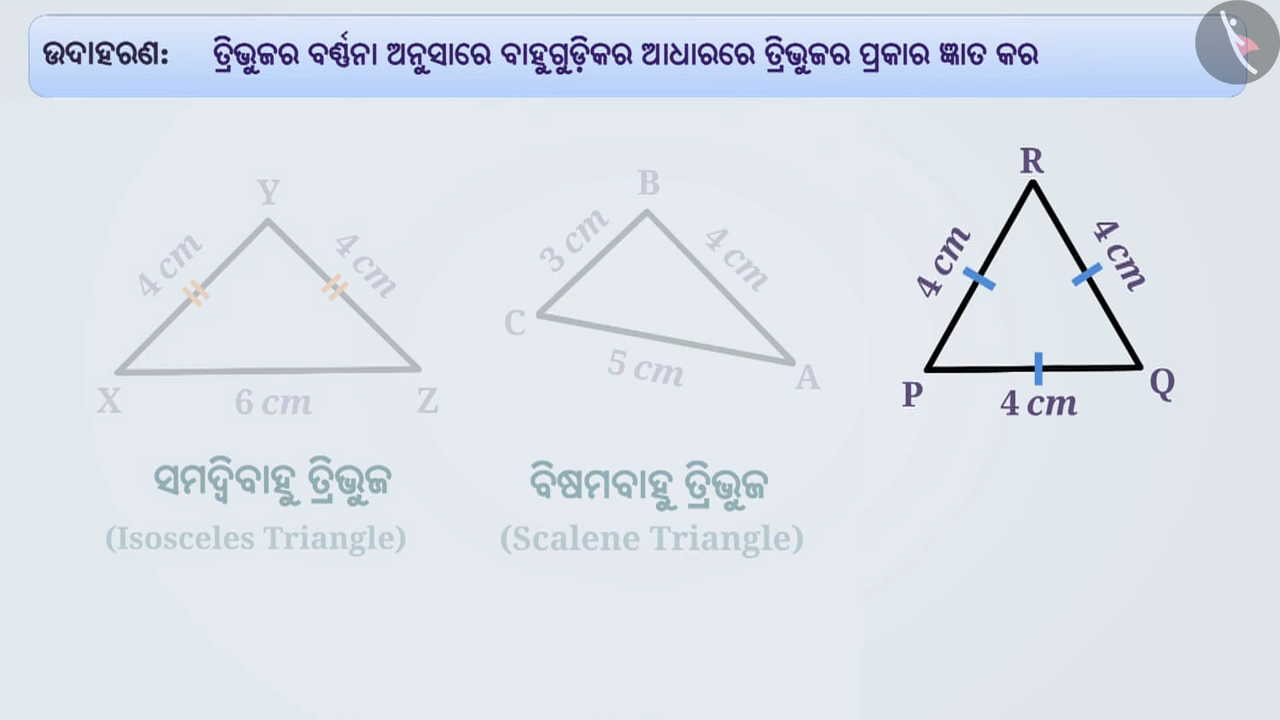 ଉଦାହରଣ: ତ୍ରିଭୁଜର ବର୍ଣ୍ଣନା ଅନୁସାରେ ବାହୁଗୁଡ଼ିକର ଆଧାରରେ ତ୍ରିଭୁଜର ପ୍ରକାର ଜ୍ଞାତ କର
Y
4 cm
4 cm
X
6 cm
Z
ସମଦ୍ୱିବାହୁ ତ୍ରିଭୁଜ
(Isosceles Triangle)
B
3 cm
4 cm
C
5 cm
A
ବିଷମବାହୁ ତ୍ରିଭୁଜ
(Scalene Triangle)
R
4 cm
4 cm
P
4 cm
Q